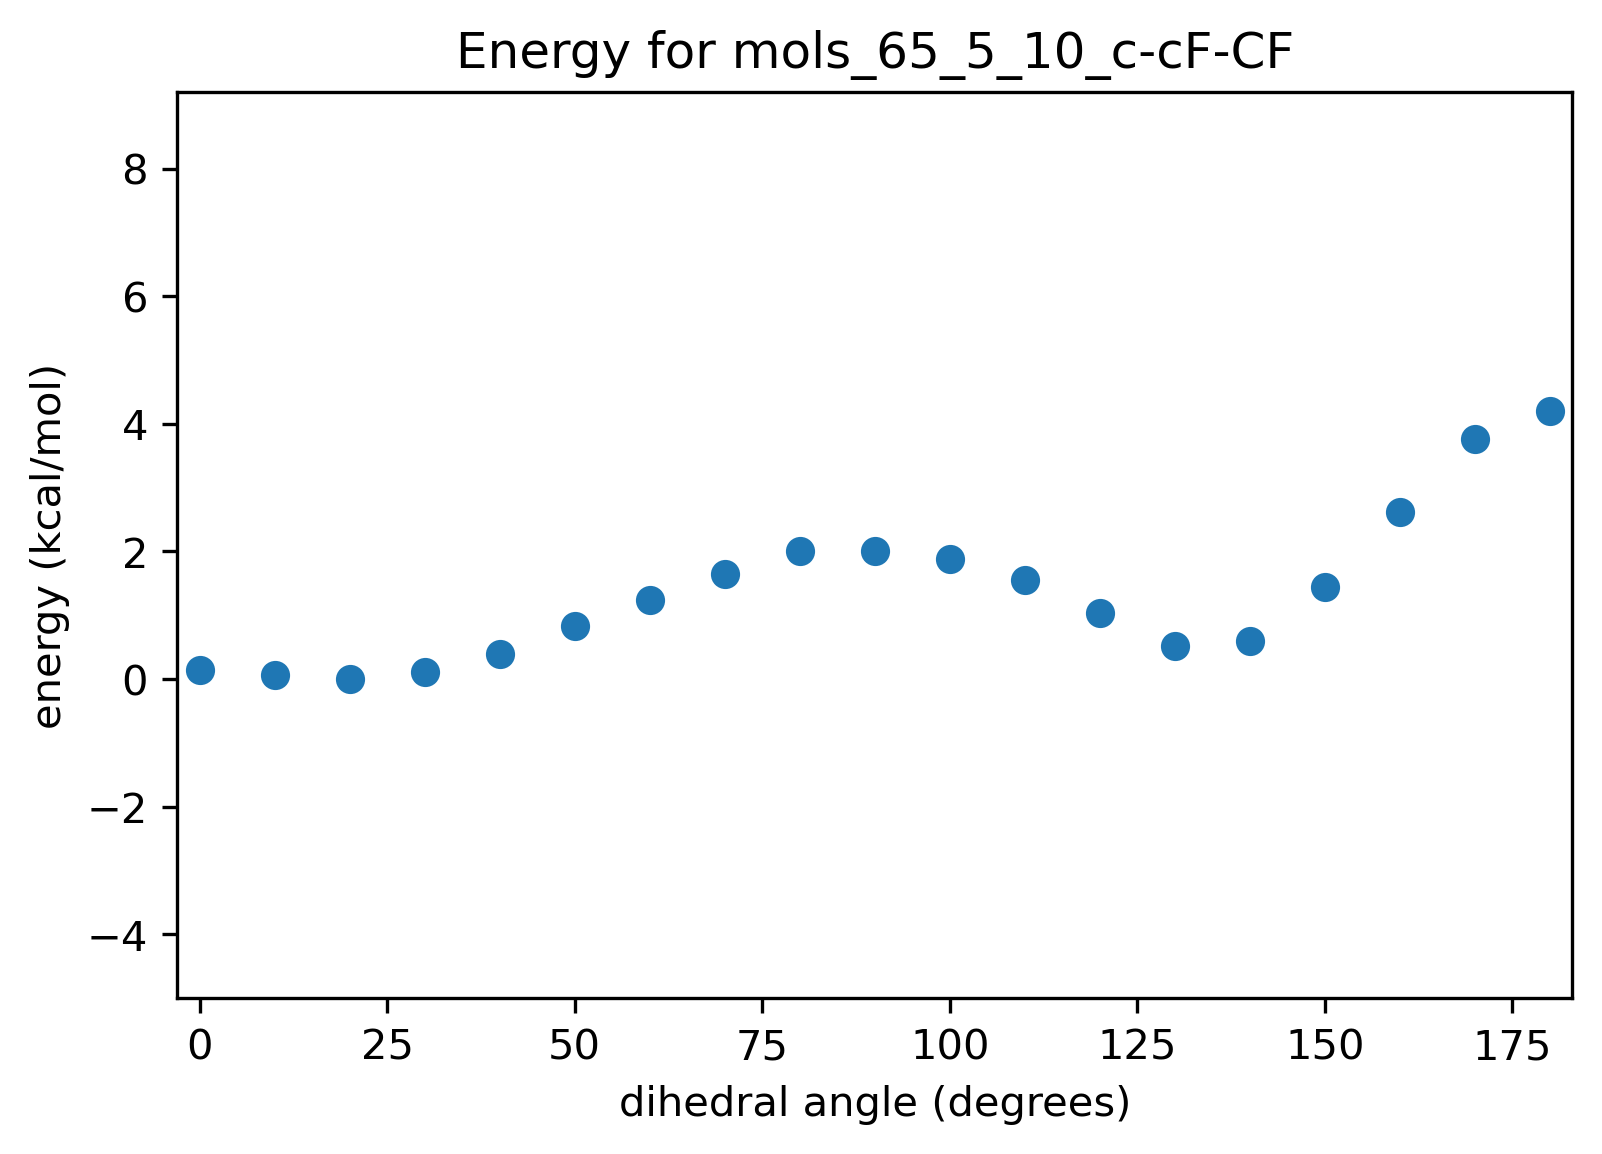 Energy for mols_65_5_10_c-cF-CF
8
6
4
2
0
−2
−4
energy (kcal/mol)
0 25 50 75 100 125 150 175
dihedral angle (degrees)